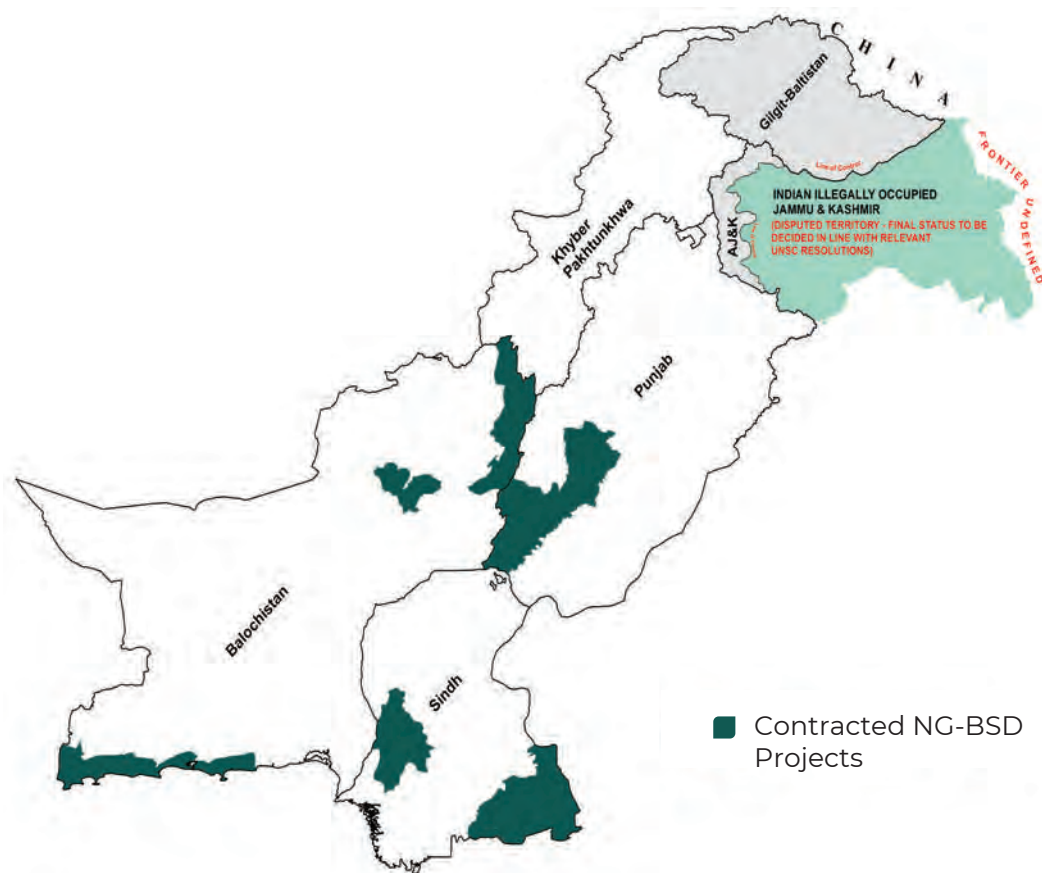 CHINA
Gilgit-Baltistan
Line of Control
FRONTIER UNDEFINED
INDIAN ILLEGALLY OCCUPIED
JAMMU & KASHMIR
(DISPUTED TERRITORY - FINAL STATUS TO BE
DECIDED IN LINE WITH RELEVANT
UNSC RESOLUTIONS)
AJ&K
Khyber
Pakhtunkhwa
Punjab
Balochistan
Sindh
Contracted NG-BSD
Projects